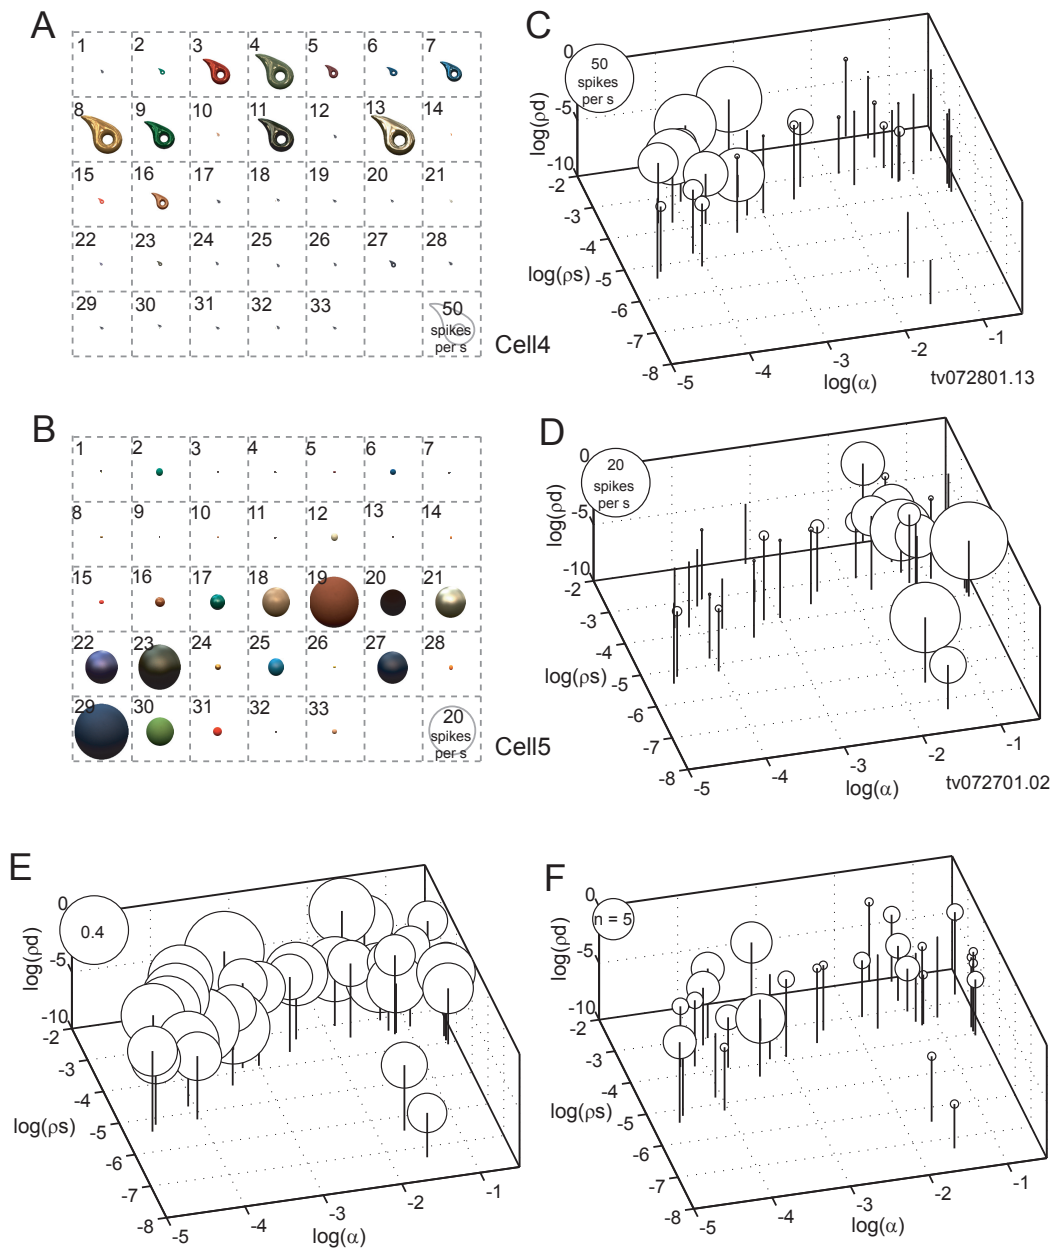 A
1 2 3 4 5 6 7
8 9 10 11 12 13 14
15 16 17 18 19 20 21
22 23 24 25 26 27 28
29 30 31 32 33
50
spikes
per s
Cell4
C
50
spikes
per s
0
-5
-10
log(ρd)
-2
-3
-4
-5
-6
-7
-8
log(ρs)
-5
-4
-3
-2
-1
log(α)
tv072801.13
B
1 2 3 4 5 6 7
8 9 10 11 12 13 14
15 16 17 18 19 20 21
22 23 24 25 26 27 28
29 30 31 32 33
20
spikes
per s
Cell5
D
20
spikes
per s
0
-5
-10
log(ρd)
-2
-3
-5
-6
-7
-8
log(ρs)
-5
-4
-3
-2
-1
log(α)
tv072701.02
E
0.4
0
-5
-10
log(ρd)
-2
-3
-4
-5
-6
-7
-8
log(ρs)
-5
-4
-3
-2
-1
log(α)
F
n = 5
0
-5
-10
log(ρd)
-2
-3
-4
-5
-6
-7
-8
log(ρs)
-5
-4
-3
-2
-1
log(α)